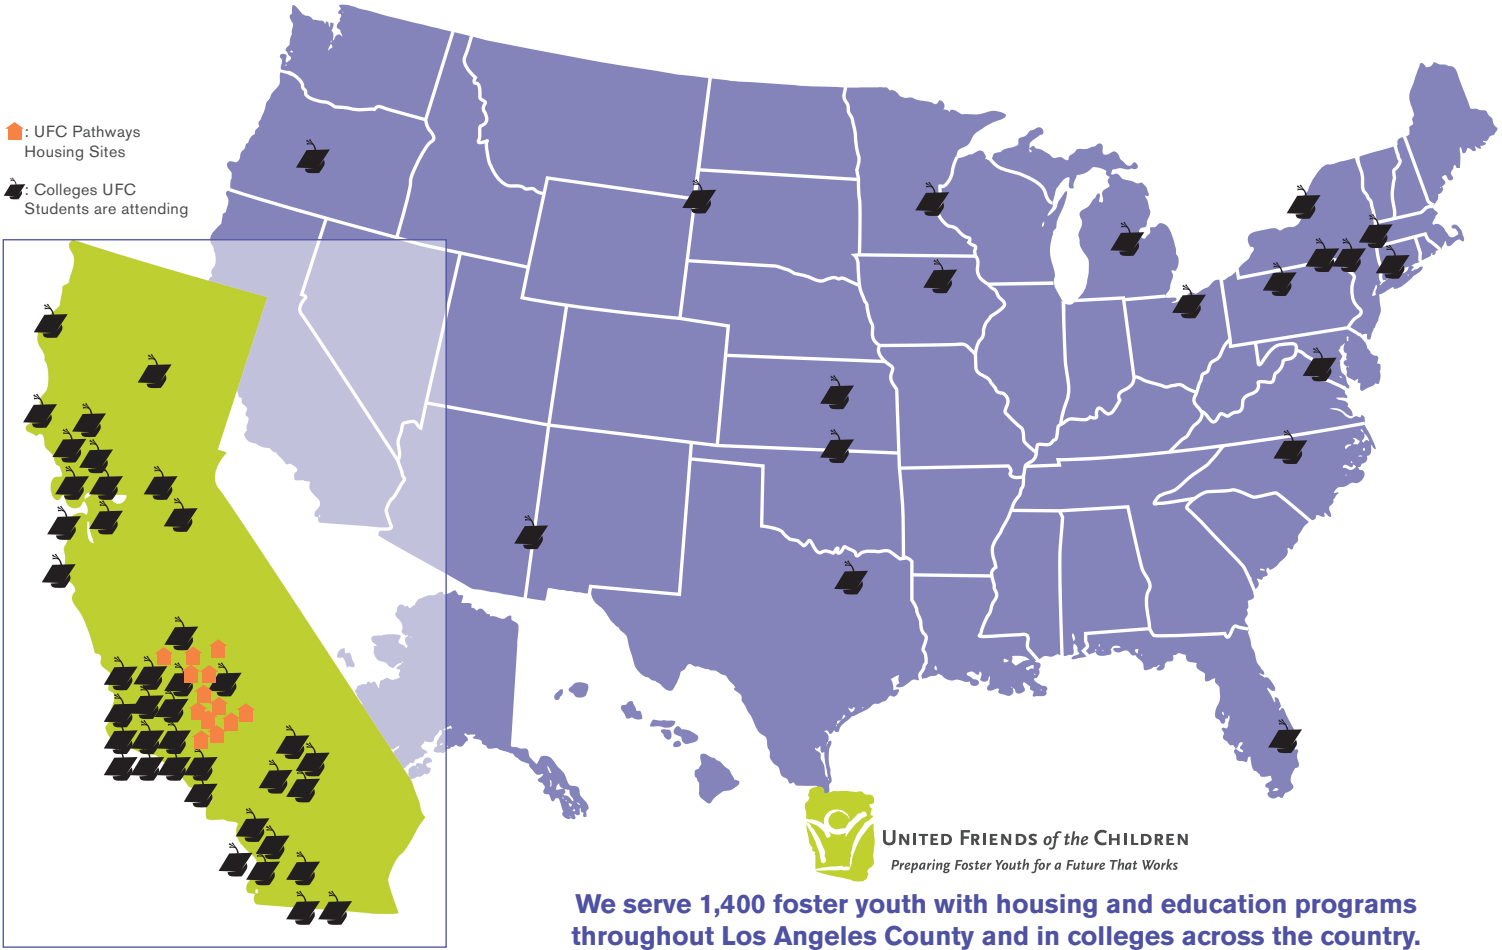 : UFC Pathways
Housing Sites
: Colleges UFC
Students are attending
UNITED FRIENDS of the CHILDREN
Preparing Foster Youth for a Future That Works
We serve 1,400 foster youth with housing and education programs
throughout Los Angeles County and in colleges across the country.